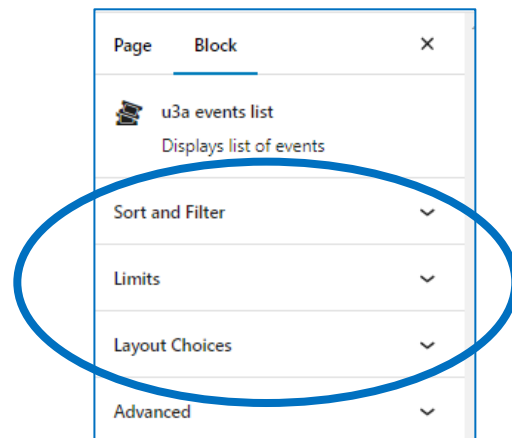 Page Block
u3a events list
Displays list of events
Sort and Filter
Limits
Layout Choices
Advanced